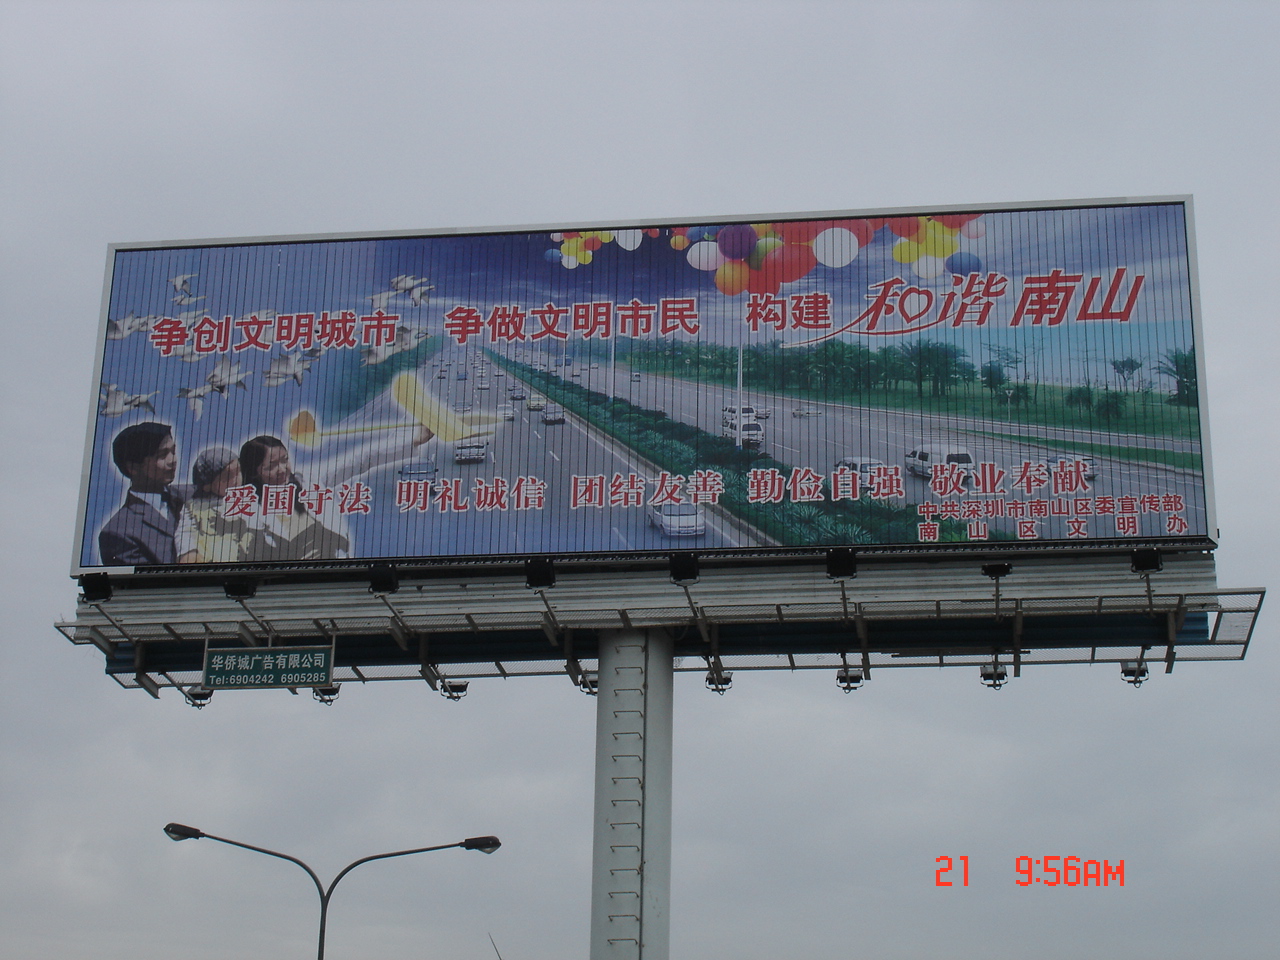 争创文明城市 争做文明市民 构建 和谐南山
爱国守法 明礼诚信 团结友善 勤俭自强 敬业奉献
中共深圳市南山区委宣传部
南山区文明办
华侨城广告有限公司
Tel:6904242 6905285
21 9:56AM